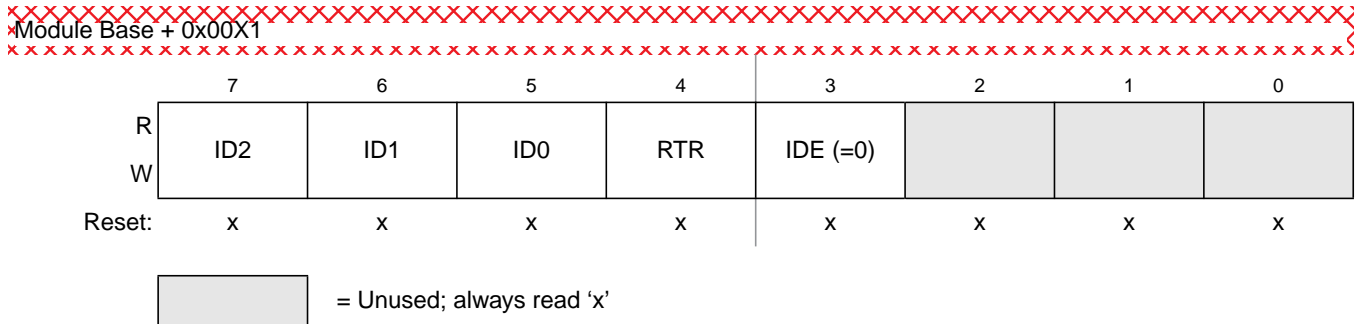 Module Base + 0x00X1
7 6 5 4 3 2 1 0
R
W
ID2 ID1 ID0 RTR IDE (=0)
Reset: x x x x x x x x
= Unused; always read ‘x’